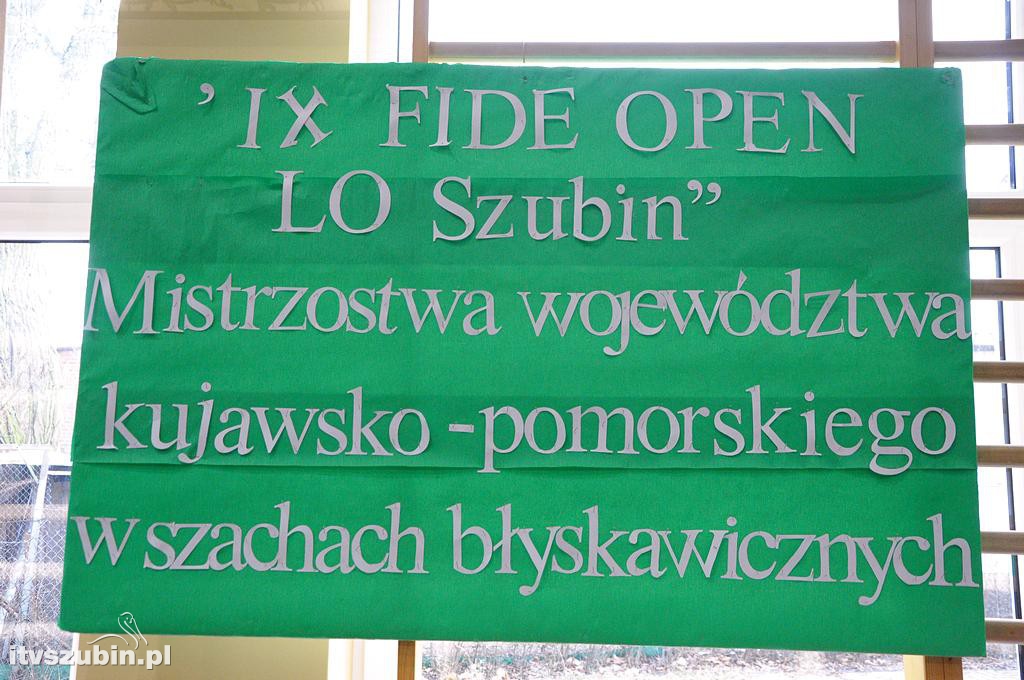 ’IX FIDE OPEN
LO Szubin”
Mistrzostwa województwa
kujawsko-pomorskiego
w szachach błyskawicznych
itvszubin.pl